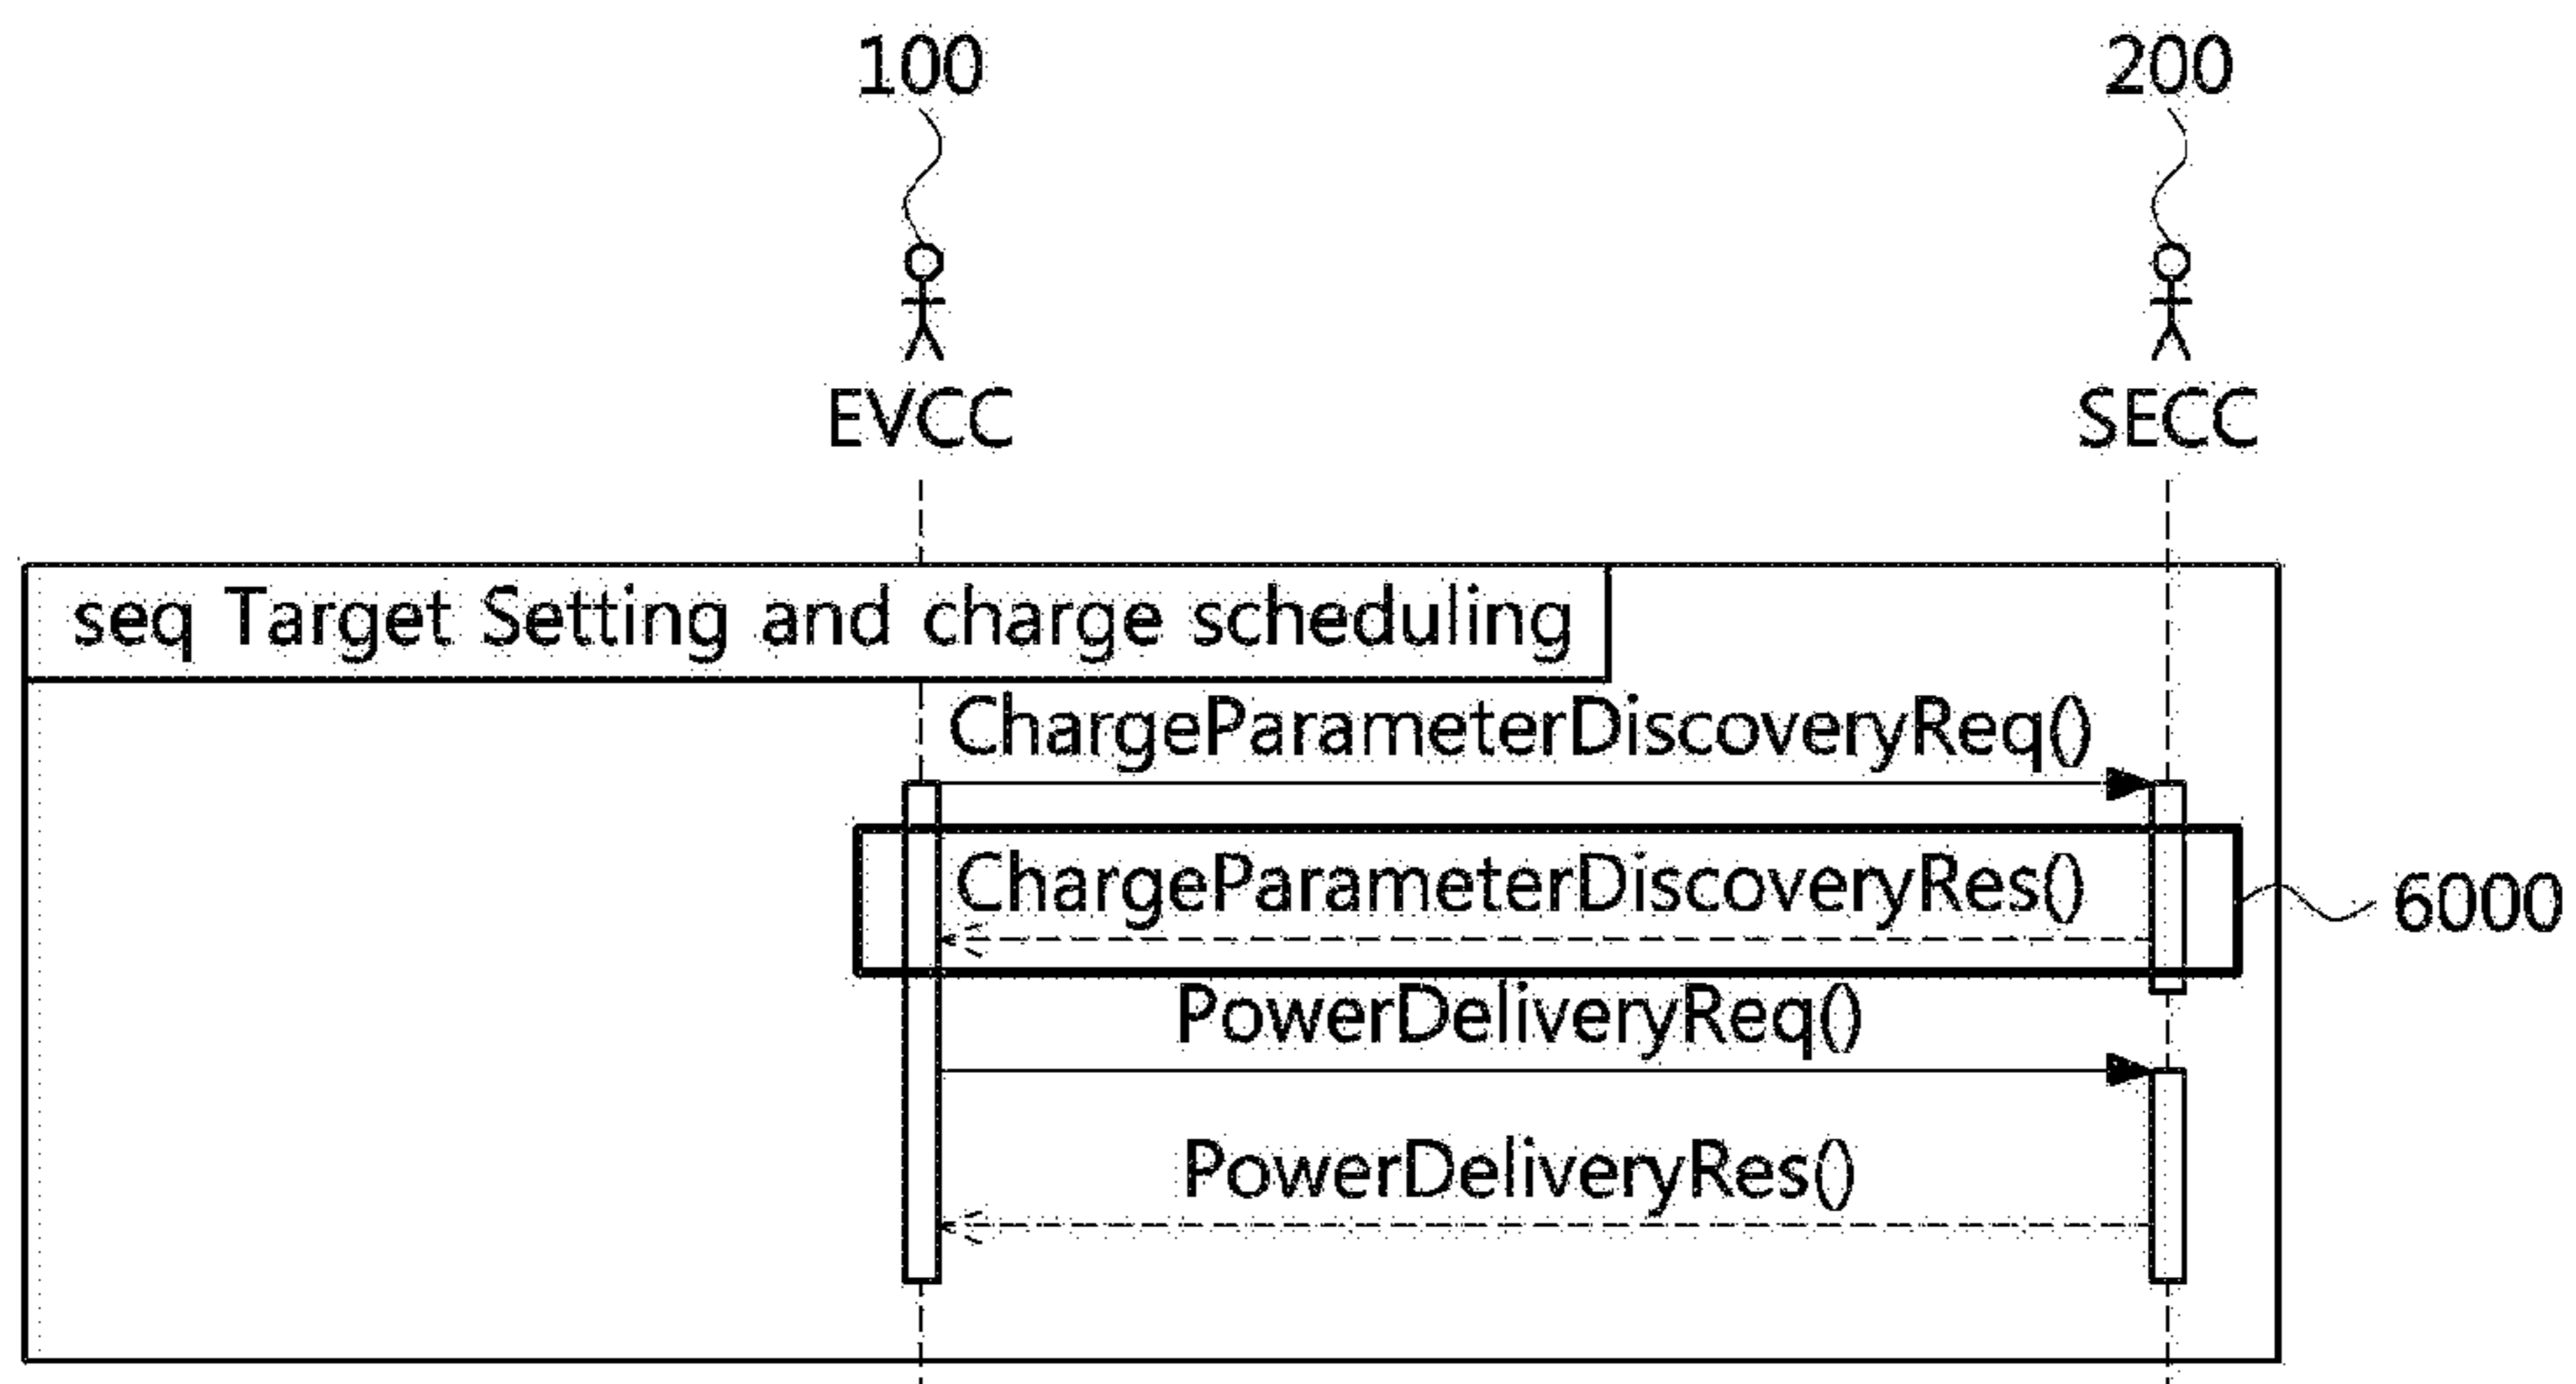 100 200
EVCC SECC
seq Target Setting and charge scheduling
ChargeParameterDiscoveryReq()
ChargeParameterDiscoveryRes()
6000
PowerDeliveryReq()
PowerDeliveryRes()